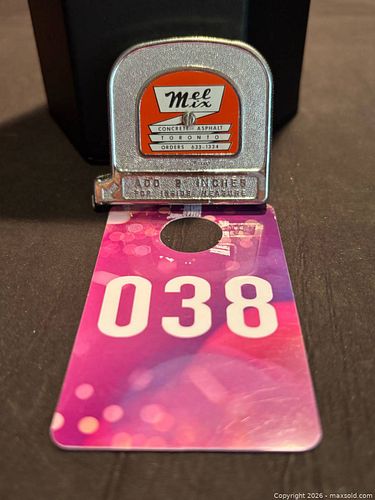 Mel
Mix
CONCRETE - ASPHALT
TORONTO
ORDERS 633-1334
ADD 2 INCHES
FOR INSIDE MEASURE
038
Copyright 2026 - maxsold.com